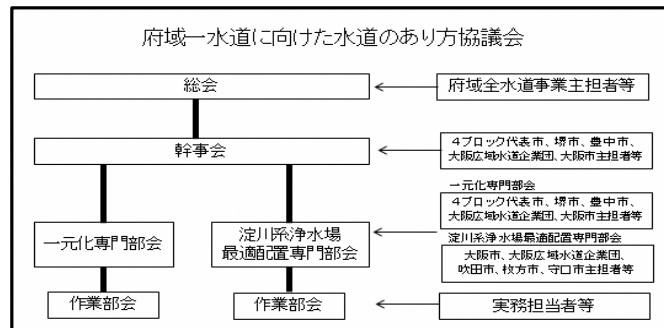 府域一水道に向けた水道のあり方協議会
総会
府域全水道事業主担者等
幹事会
4ブロック代表市、堺市、豊中市、
大阪広域水道企業団、大阪市主担者等
一元化専門部会
4ブロック代表市、堺市、豊中市、
大阪広域水道企業団、大阪市主担者等
一元化専門部会
淀川系浄水場
最適配置専門部会
淀川系浄水場最適配置専門部会
大阪市、大阪広域水道企業団、
吹田市、枚方市、守口市主担者等
作業部会
作業部会
実務担当者等